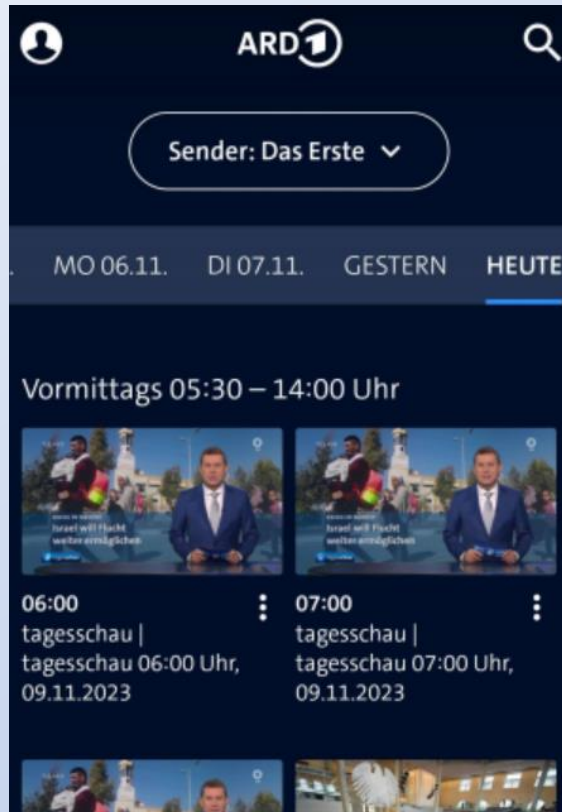 ARD 1
Sender: Das Erste
MO 06.11. DI 07.11. GESTERN HEUTE
Vormittags 05:30 – 14:00 Uhr
Israel will Flucht
weiter ermöglichen
Israel will Flucht
weiter ermöglichen
06:00
tagesschau |
tagesschau 06:00 Uhr,
09.11.2023
07:00
tagesschau |
tagesschau 07:00 Uhr,
09.11.2023